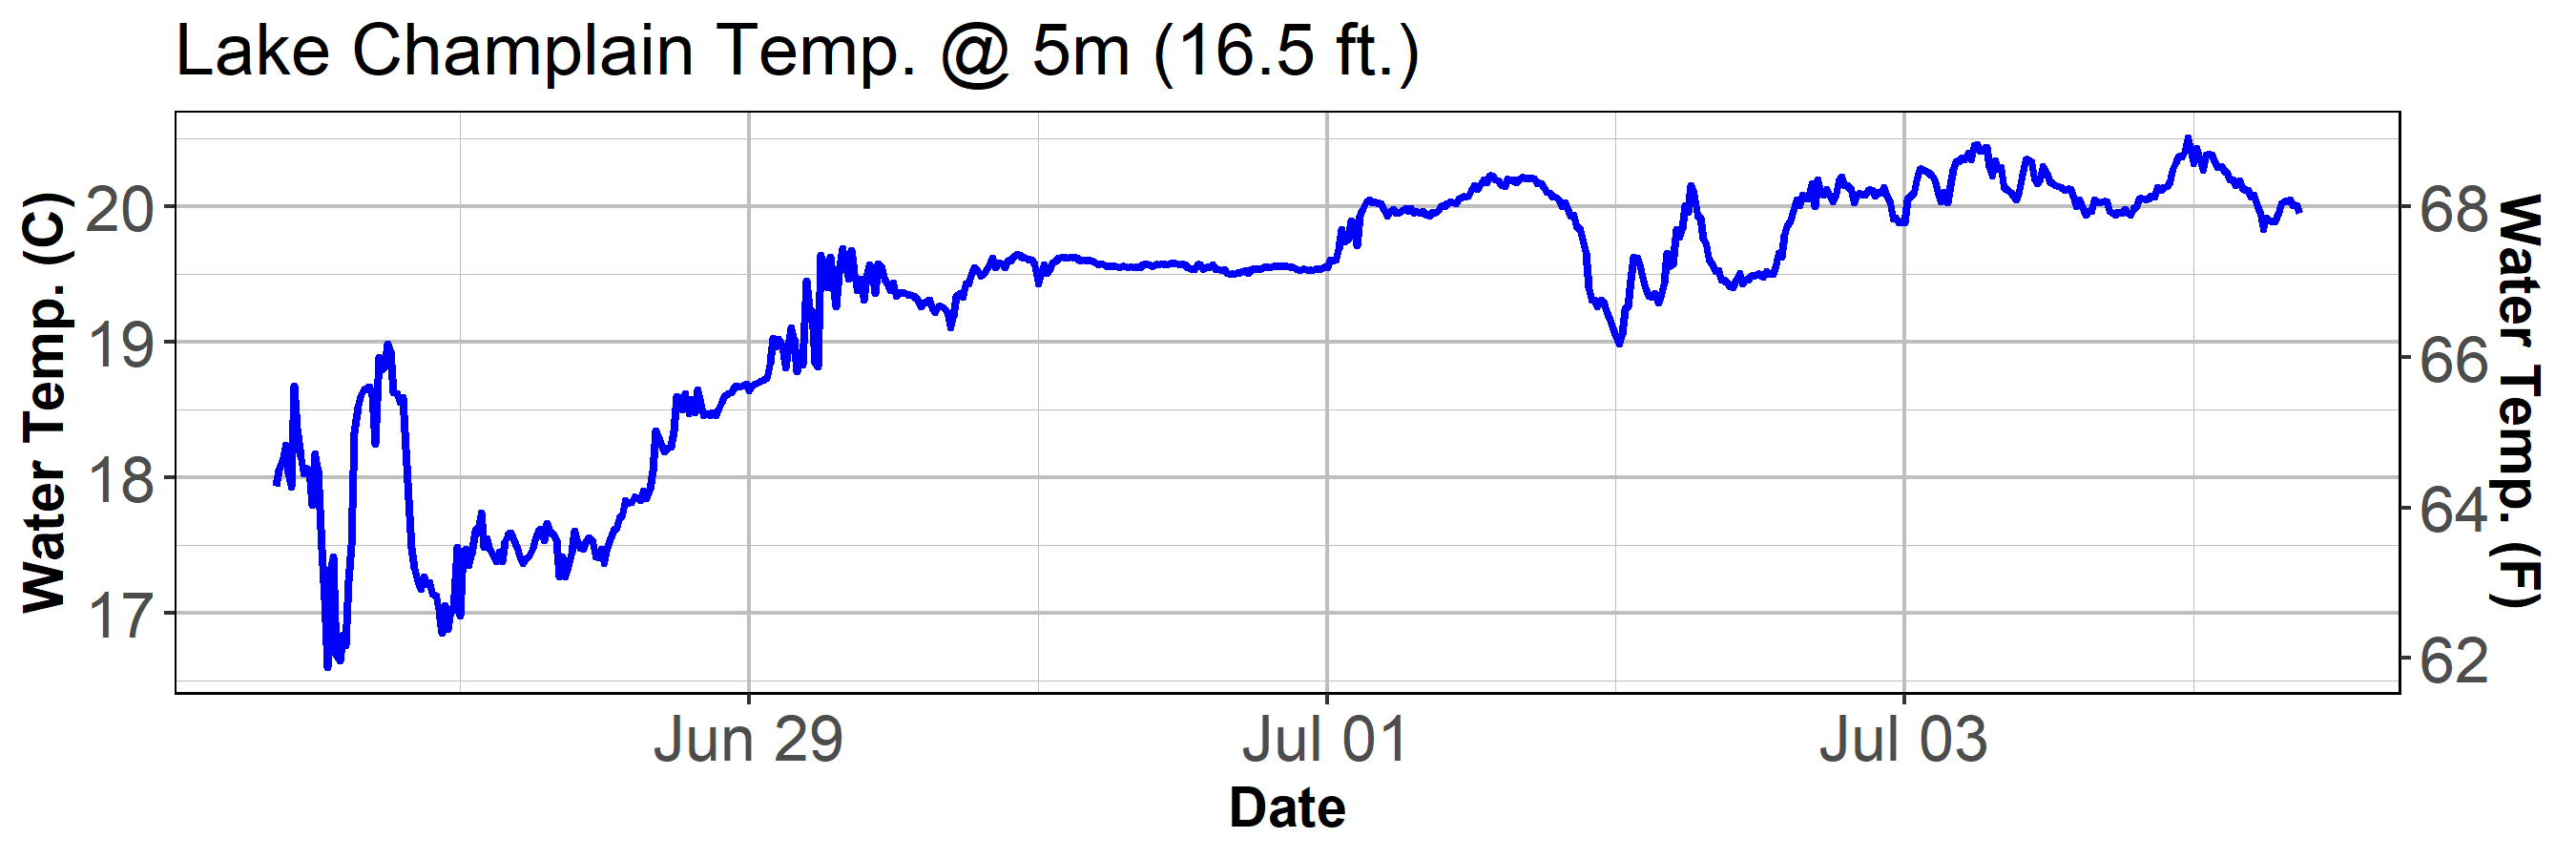 Lake Champlain Temp. @ 5m (16.5 ft.)
Water Temp. (C)
20
19
18
17
68
66
64
62
Water Temp. (F)
Jun 29
Jul 01
Jul 03
Date